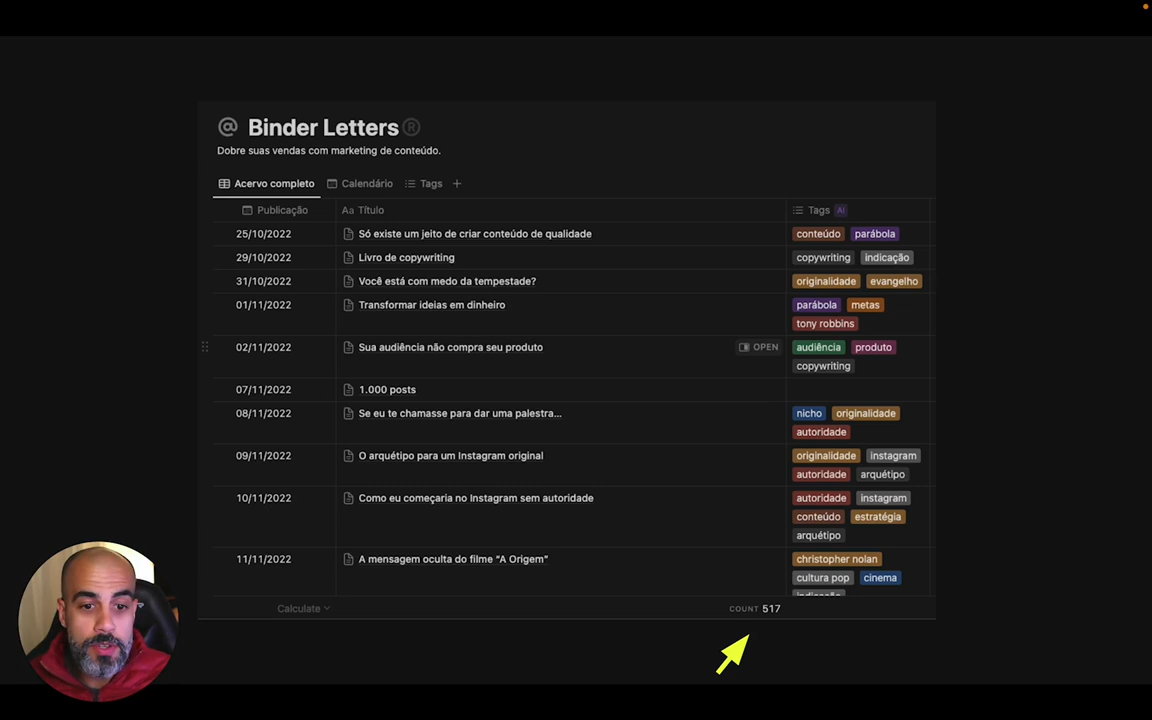 @ Binder Letters®
Dobre suas vendas com marketing de conteúdo.
Acervo completo Calendário Tags +
Publicação Aa Título Tags AI
25/10/2022 Só existe um jeito de criar conteúdo de qualidade conteúdo parábola
29/10/2022 Livro de copywriting copywriting indicação
31/10/2022 Você está com medo da tempestade? originalidade evangelho
01/11/2022 Transformar ideias em dinheiro parábola metas
tony robbins
02/11/2022 Sua audiência não compra seu produto OPEN audiência produto
copywriting
07/11/2022 1.000 posts
08/11/2022 Se eu te chamasse para dar uma palestra... nicho originalidade
autoridade
09/11/2022 O arquétipo para um Instagram original originalidade instagram
autoridade arquétipo
10/11/2022 Como eu começaria no Instagram sem autoridade autoridade instagram
conteúdo estratégia
arquétipo
11/11/2022 A mensagem oculta do filme “A Origem” christopher nolan
cultura pop cinema
Calculate COUNT 517